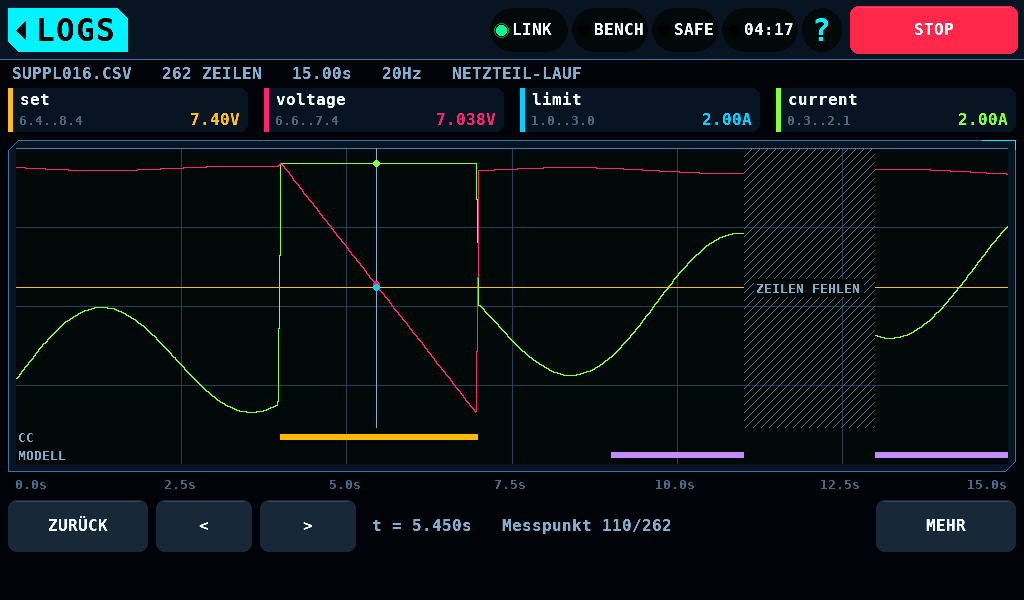 LOGS
LINK BENCH SAFE 04:17 ? STOP
SUPPL016.CSV 262 ZEILEN 15.00s 20Hz NETZTEIL-LAUF
set voltage limit current
6.4..8.4 7.40V 6.6..7.4 7.038V 1.0..3.0 2.00A 0.3..2.1 2.00A
ZEILEN FEHLEN
CC
MODELL
0.0s 2.5s 5.0s 7.5s 10.0s 12.5s 15.0s
ZURÜCK < > t = 5.450s Messpunkt 110/262 MEHR